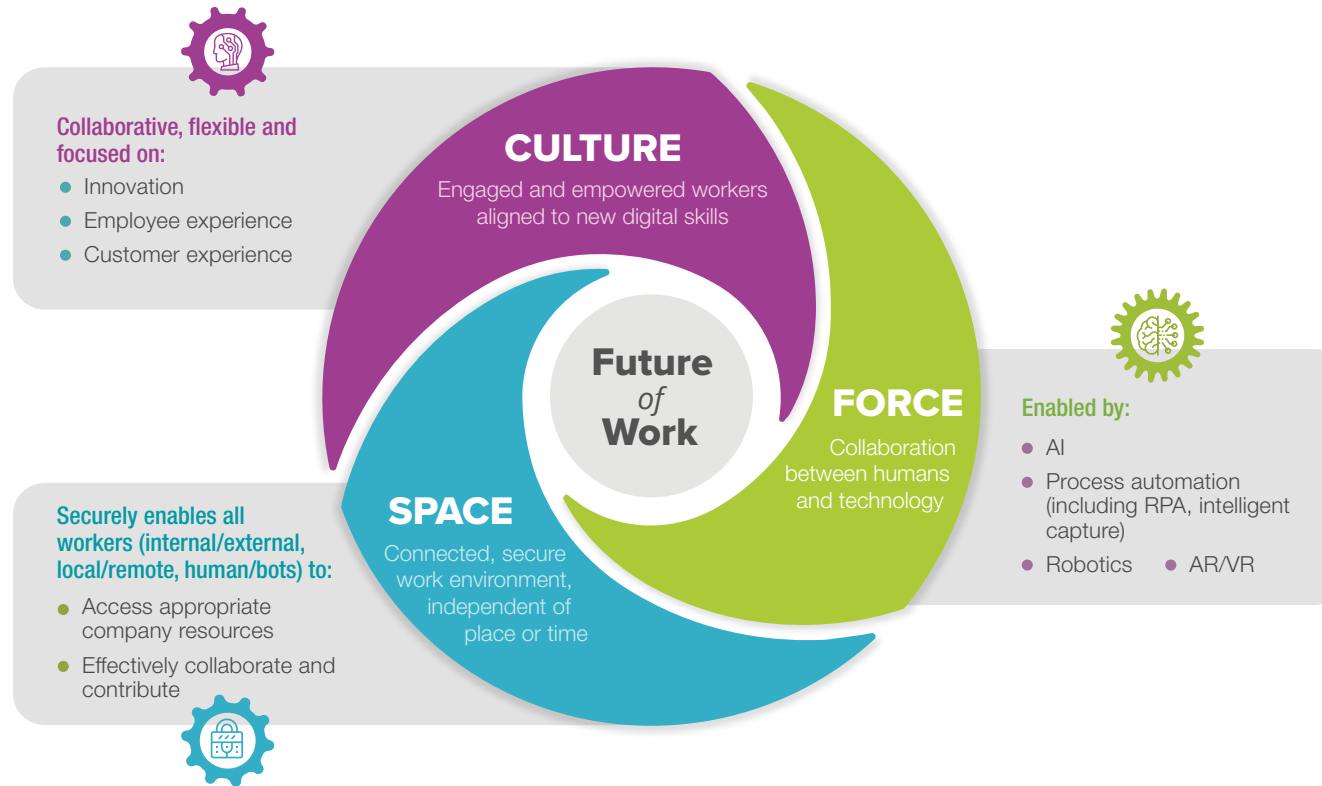 Collaborative, flexible and
focused on:
Innovation
Employee experience
Customer experience
CULTURE
Engaged and empowered workers
aligned to new digital skills
Future
of
Work
FORCE
Collaboration
between humans
and technology
Enabled by:
AI
Process automation
(including RPA, intelligent
capture)
Robotics
AR/VR
SPACE
Connected, secure
work environment,
independent of
place or time
Securely enables all
workers (internal/external,
local/remote, human/bots) to:
Access appropriate
company resources
Effectively collaborate and
contribute